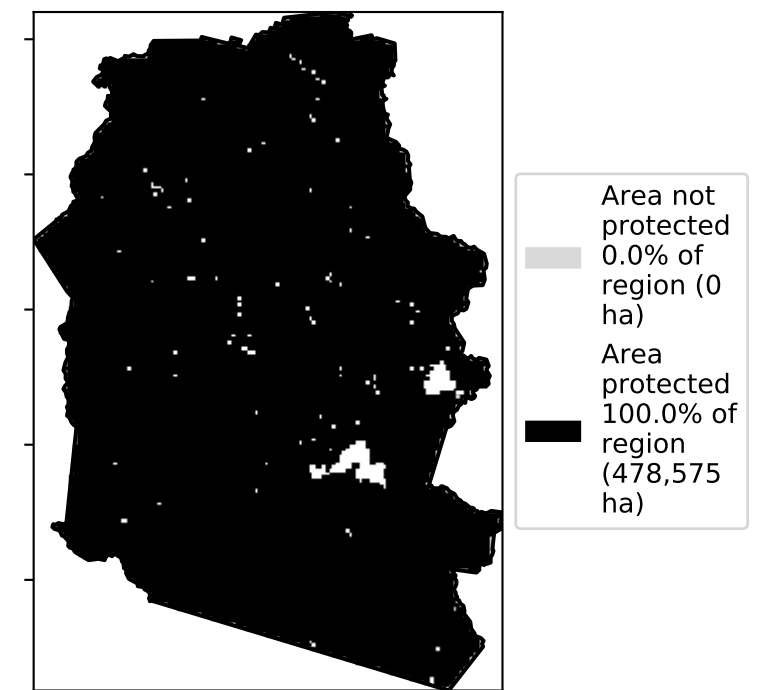 Area not
protected
0.0% of
region (0
ha)
Area
protected
100.0% of
region
(478,575
ha)